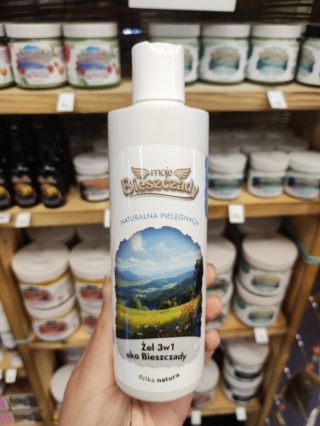 moje
Bieszczady
NATURALNA PIELĘGNACJA
Żel 3w1
eko Bieszczady
dzika natura